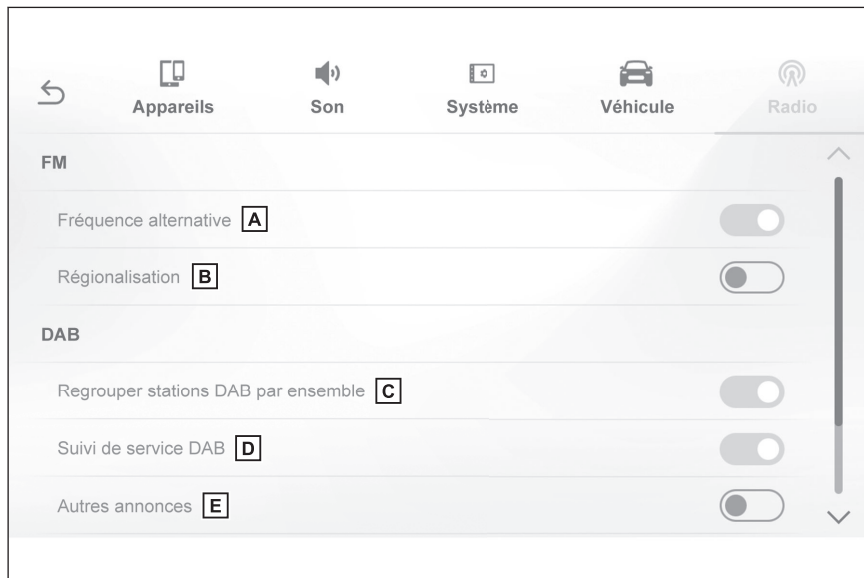 Appareils Son Système Véhicule Radio
FM
Fréquence alternative A
Régionalisation B
DAB
Regrouper stations DAB par ensemble C
Suivi de service DAB D
Autres annonces E